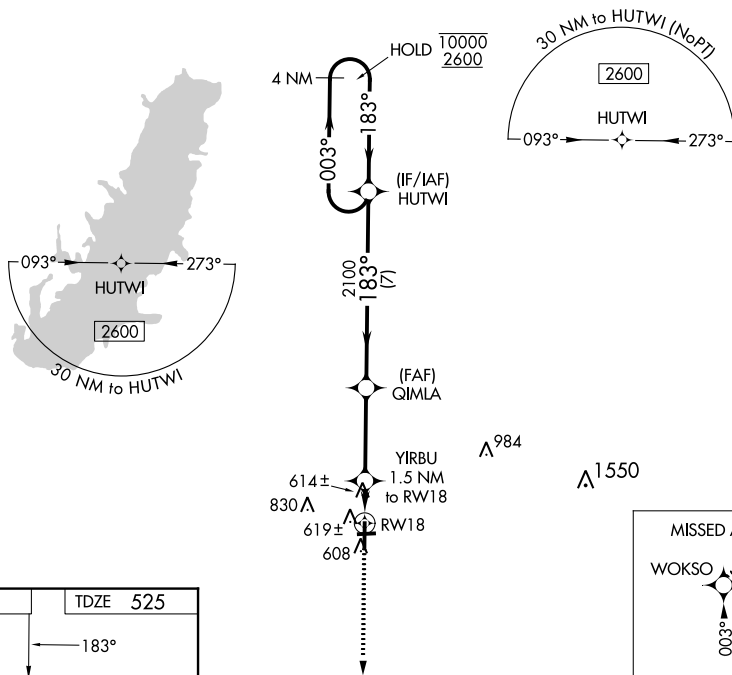 30 NM to HUTWI (NoPT)
2600
HUTWI
093°
273°
HOLD
10000
2600
4 NM
003°
183°
(IF/IAF)
HUTWI
2100
183°
(7)
093°
273°
HUTWI
2600
30 NM to HUTWI
(FAF)
QIMLA
984
1550
YIRBU
1.5 NM
to RW18
614±
830
619±
RW18
608
MISSED
WOKSO
003°
TDZE 525
183°